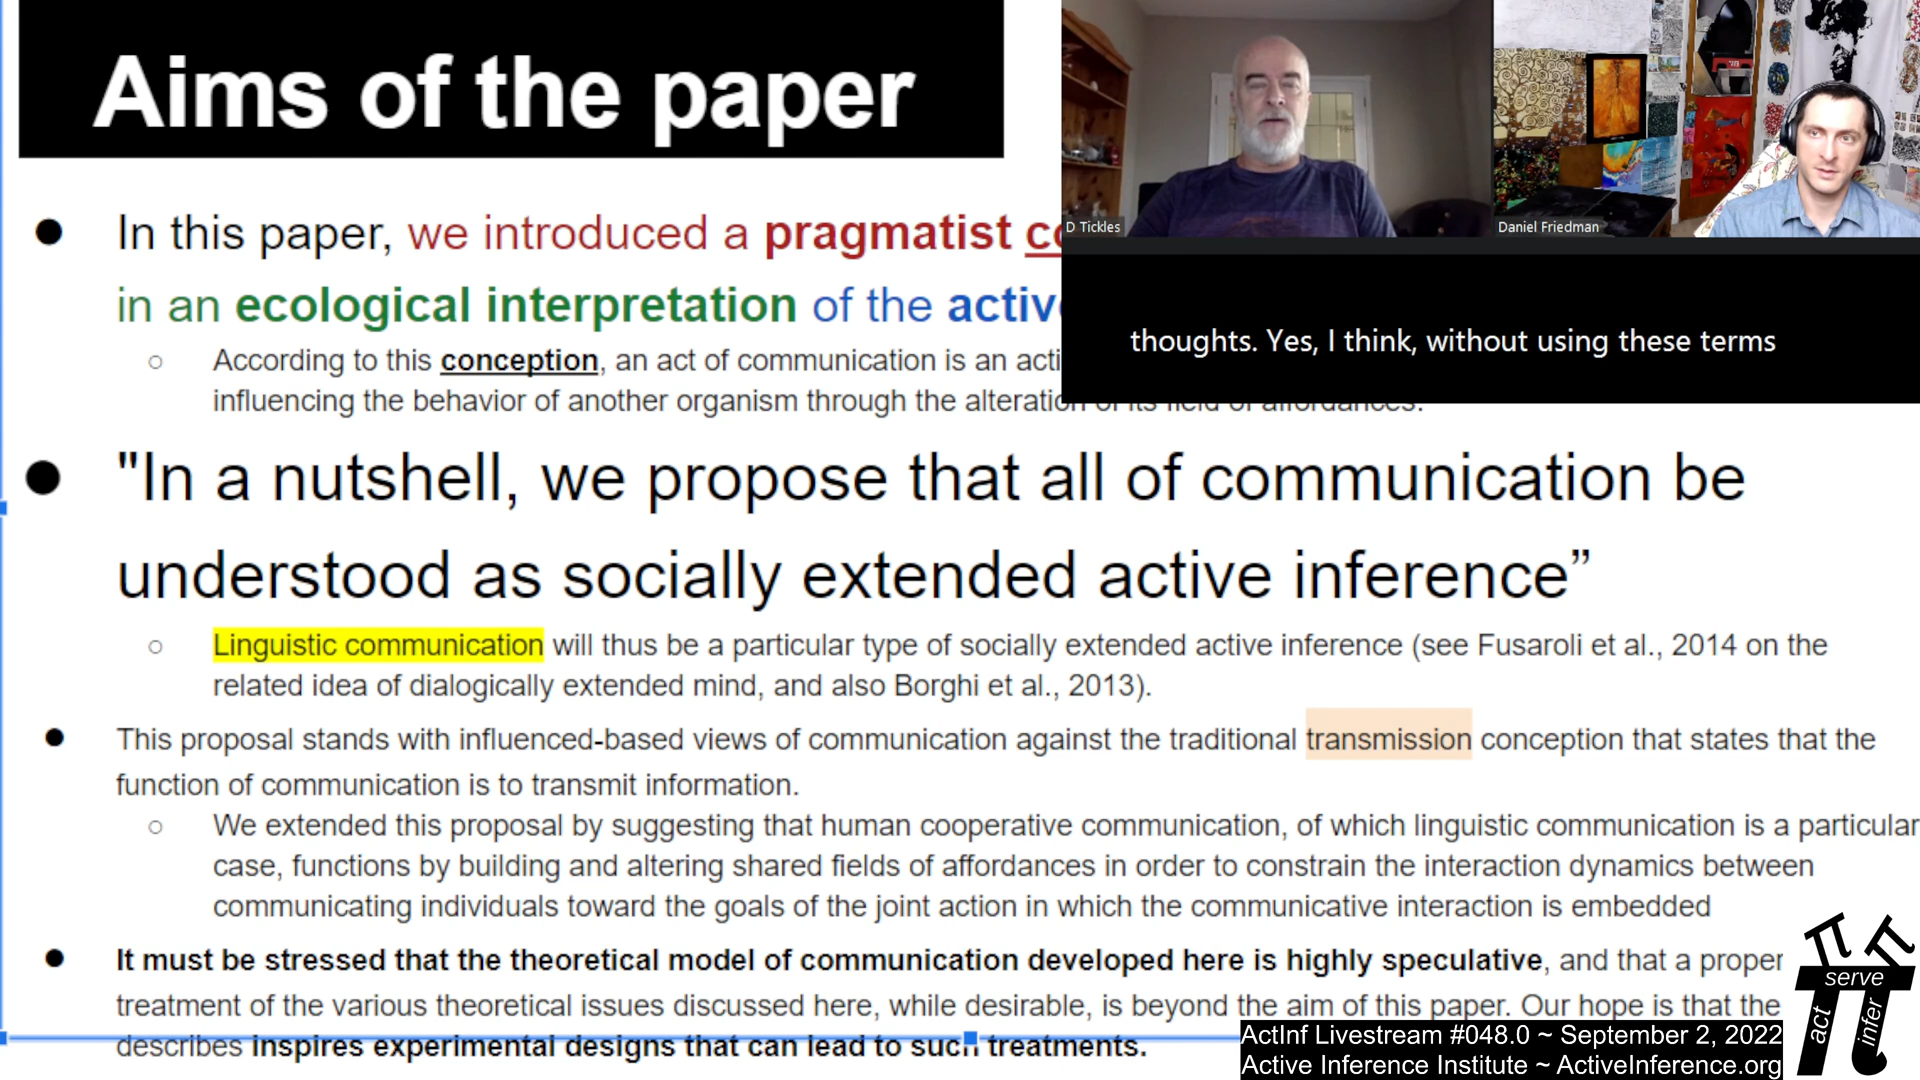 Aims of the paper
In this paper, we introduced a pragmatist
in an ecological interpretation of the
According to this conception, an act of communication is an
influencing the behavior of another organism through the alteration of its field of affordances.
"In a nutshell, we propose that all of communication be
understood as socially extended active inference”
Linguistic communication will thus be a particular type of socially extended active inference (see Fusaroli et al., 2014 on the
related idea of dialogically extended mind, and also Borghi et al., 2013).
This proposal stands with influenced-based views of communication against the traditional transmission conception that states that the
function of communication is to transmit information.
We extended this proposal by suggesting that human cooperative communication, of which linguistic communication is a particular
case, functions by building and altering shared fields of affordances in order to constrain the interaction dynamics between
communicating individuals toward the goals of the joint action in which the communicative interaction is embedded
It must be stressed that the theoretical model of communication developed here is highly speculative, and that a proper
treatment of the various theoretical issues discussed here, while desirable, is beyond the aim of this paper. Our hope is that the
describes inspires experimental designs that can lead to such treatments.
D Tickles
Daniel Friedman
thoughts. Yes, I think, without using these terms
serve
act
infer
ActInf Livestream #048.0 ~ September 2, 2022
Active Inference Institute ~ ActiveInference.org